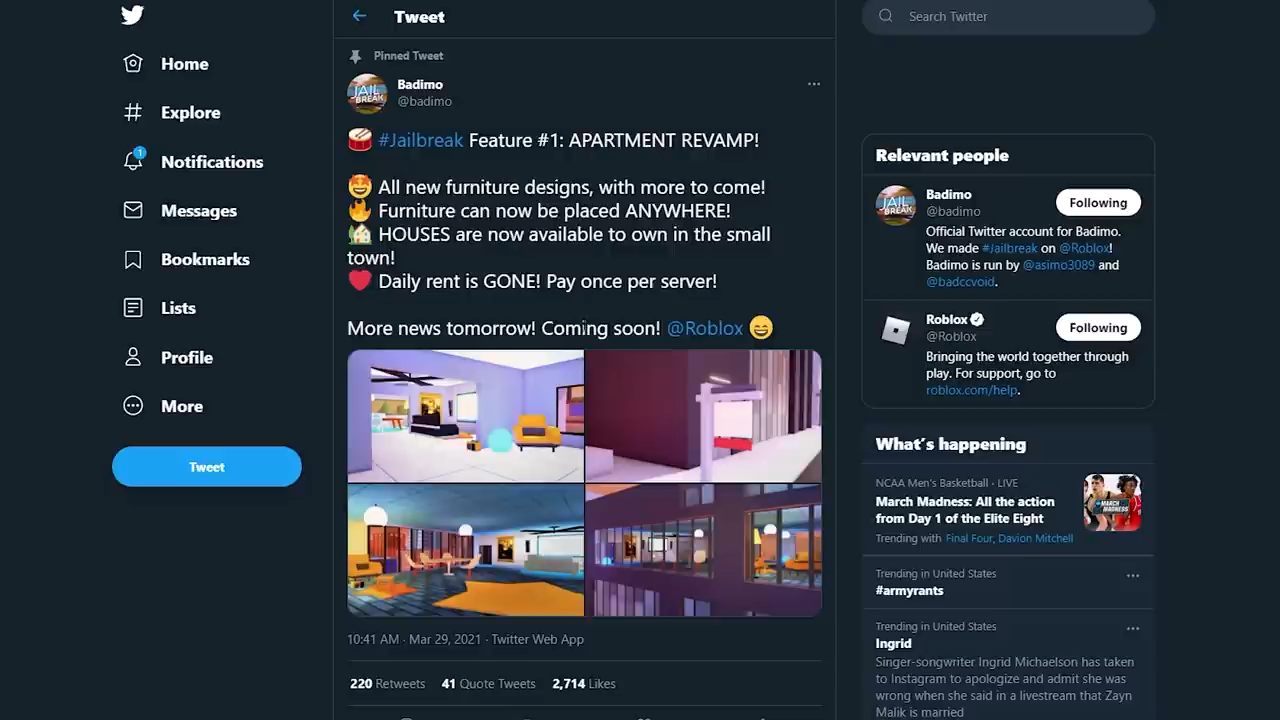 Home
Explore
1
Notifications
Messages
Bookmarks
Lists
Profile
More
Tweet
Tweet
Pinned Tweet
JAIL
BREAK
Badimo
@badimo
🥁 #Jailbreak Feature #1: APARTMENT REVAMP!
🤩 All new furniture designs, with more to come!
🔥 Furniture can now be placed ANYWHERE!
🏡 HOUSES are now available to own in the small
town!
❤️ Daily rent is GONE! Pay once per server!
More news tomorrow! Coming soon! @Roblox 😄
10:41 AM · Mar 29, 2021 · Twitter Web App
220 Retweets 41 Quote Tweets 2,714 Likes
Search Twitter
Relevant people
JAIL
BREAK
Badimo
@badimo
Following
Official Twitter account for Badimo.
We made #Jailbreak on @Roblox!
Badimo is run by @asimo3089 and
@badccvoid.
Roblox
@Roblox
Following
Bringing the world together through
play. For support, go to
roblox.com/help.
What's happening
NCAA Men's Basketball · LIVE
March Madness: All the action
from Day 1 of the Elite Eight
Trending with Final Four, Davion Mitchell
MARCH
MADNESS
Trending in United States
#armyrants
Trending in United States
Ingrid
Singer-songwriter Ingrid Michaelson has taken
to Instagram to apologize and admit she was
wrong when she said in a livestream that Zayn
Malik is married